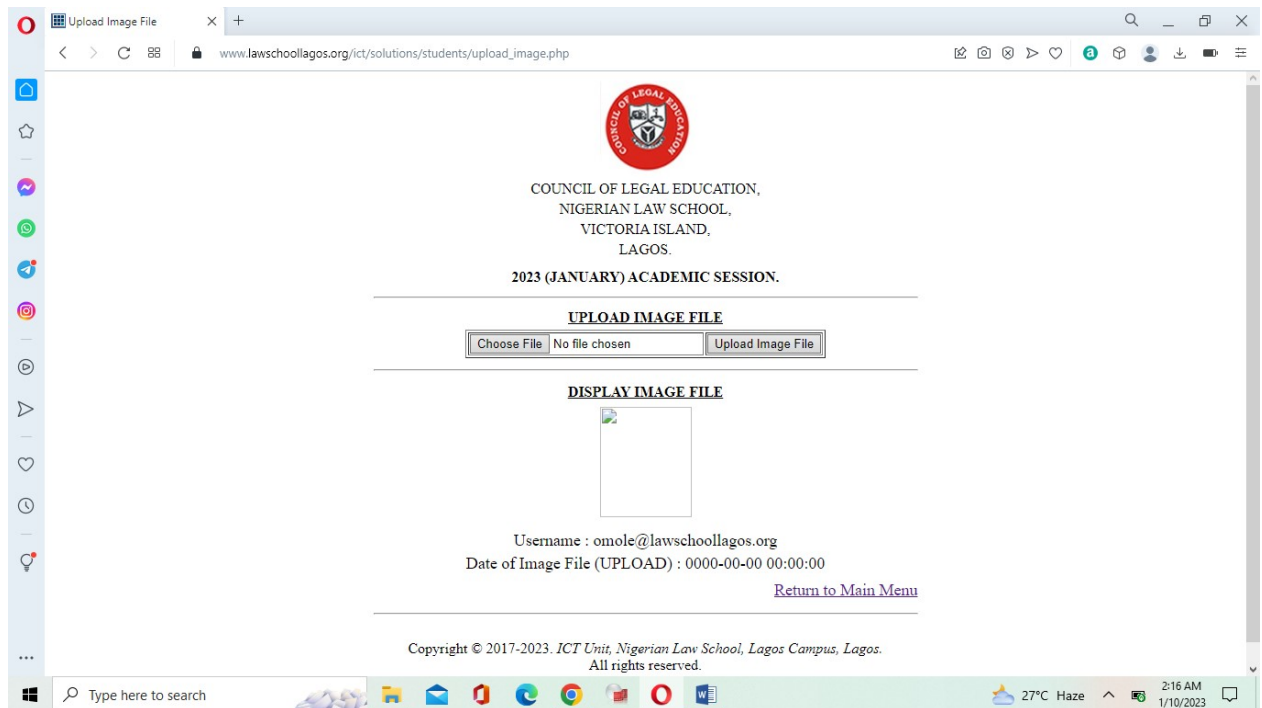 Upload Image File
www.lawschoollagos.org/ict/solutions/students/upload_image.php
COUNCIL OF LEGAL EDUCATION
COUNCIL OF LEGAL EDUCATION,
NIGERIAN LAW SCHOOL,
VICTORIA ISLAND,
LAGOS.
2023 (JANUARY) ACADEMIC SESSION.
UPLOAD IMAGE FILE
Choose File No file chosen Upload Image File
DISPLAY IMAGE FILE
Username : omole@lawschoollagos.org
Date of Image File (UPLOAD) : 0000-00-00 00:00:00
Return to Main Menu
Copyright © 2017-2023. ICT Unit, Nigerian Law School, Lagos Campus, Lagos.
All rights reserved.
Type here to search
27°C Haze
2:16 AM
1/10/2023